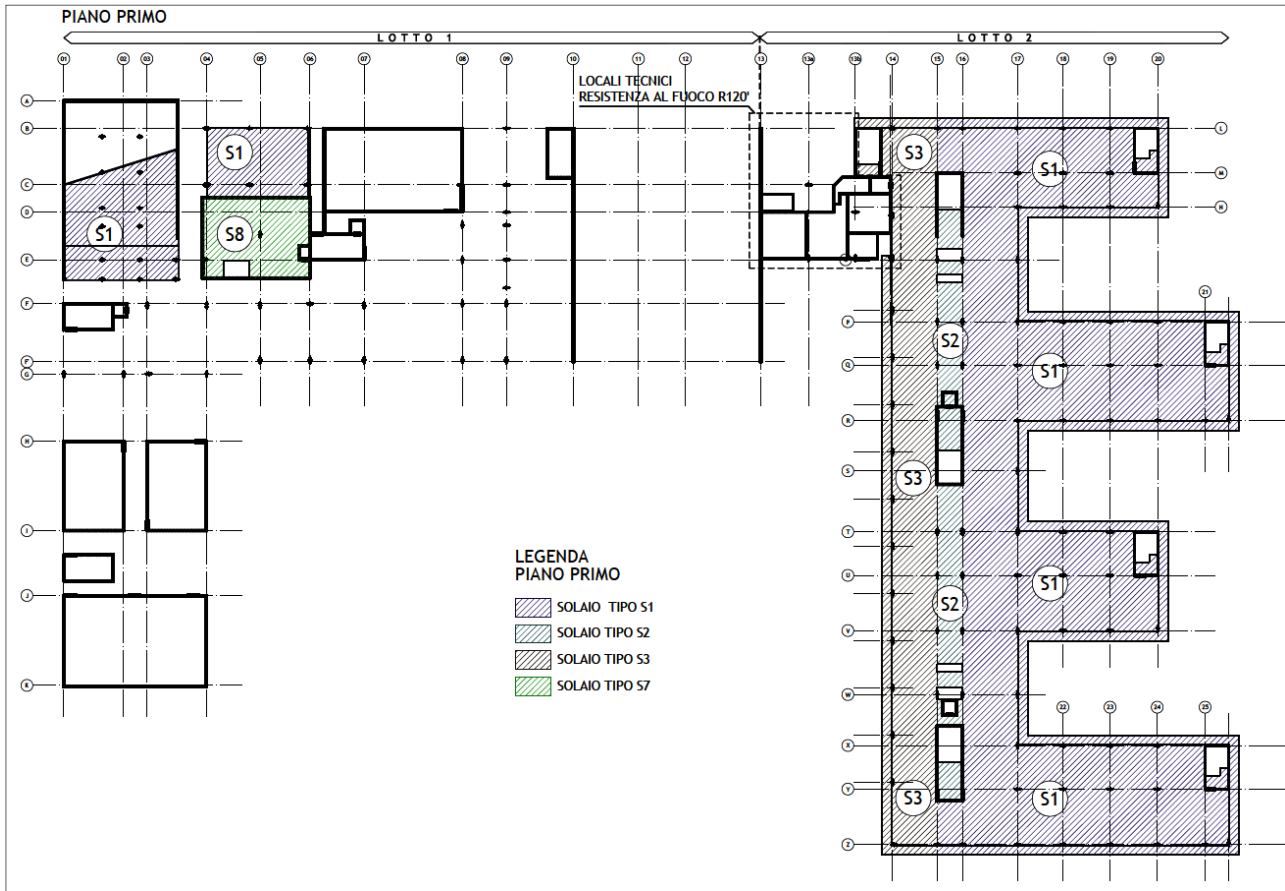 PIANO PRIMO
LOTTO 1
LOTTO 2
01 02 03 04 05 06 07 08 09 10 11 12 13 13a 13b 14 15 16 17 18 19 20
LOCALI TECNICI
RESISTENZA AL FUOCO R120'
A
B
L
S1
S3
S1
M
C
D
S1
S8
E
F
21
P
S2
Q
S1
G
R
H
S
S3
I
T
LEGENDA
PIANO PRIMO
U
S1
J
S2
SOLAIO TIPO S1
V
SOLAIO TIPO S2
SOLAIO TIPO S3
K
SOLAIO TIPO S7
W
22 23 24 25
X
Y
S3
S1
Z